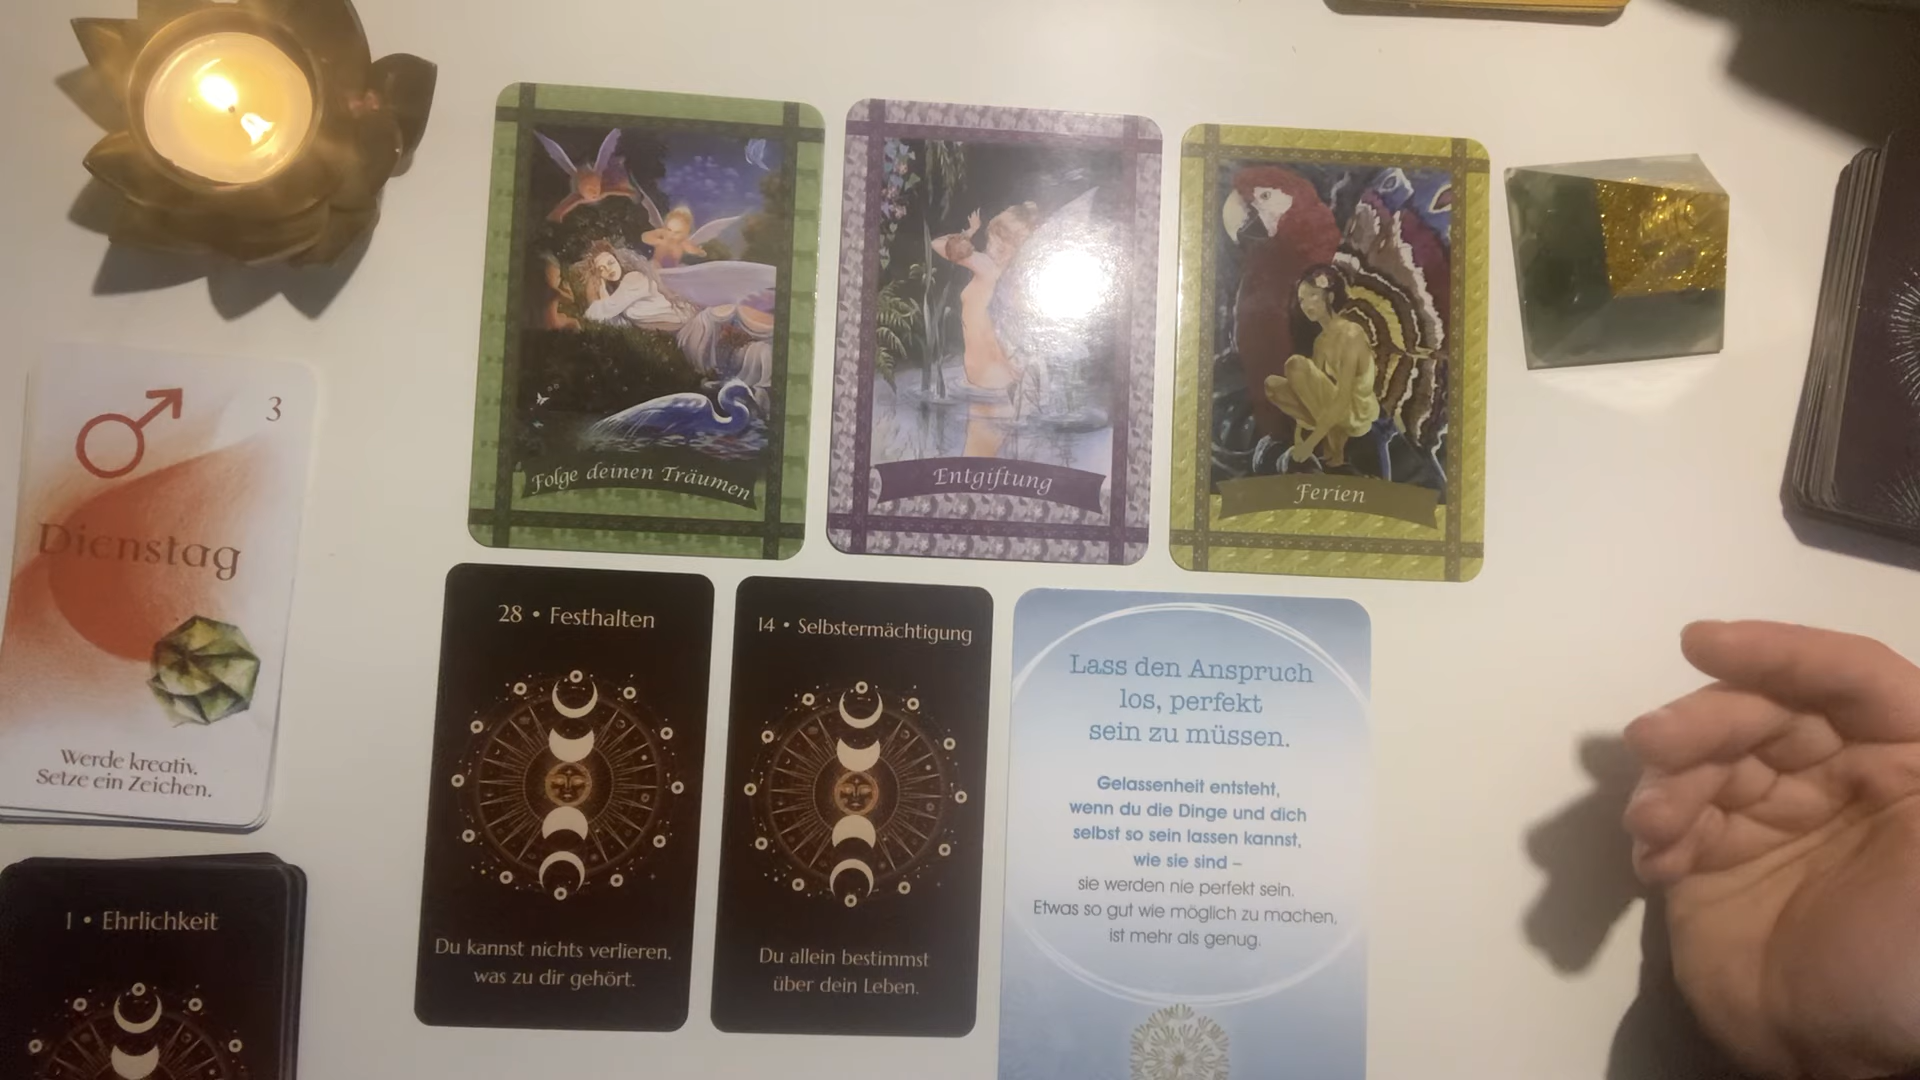 Folge deinen Träumen
Entgiftung
Ferien
3
Dienstag
Werde kreativ.
Setze ein Zeichen.
28 • Festhalten
Du kannst nichts verlieren,
was zu dir gehört.
14 • Selbstermächtigung
Du allein bestimmst
über dein Leben.
Lass den Anspruch
los, perfekt
sein zu müssen.
Gelassenheit entsteht,
wenn du die Dinge und dich
selbst so sein lassen kannst,
wie sie sind –
sie werden nie perfekt sein.
Etwas so gut wie möglich zu machen,
ist mehr als genug.
1 • Ehrlichkeit